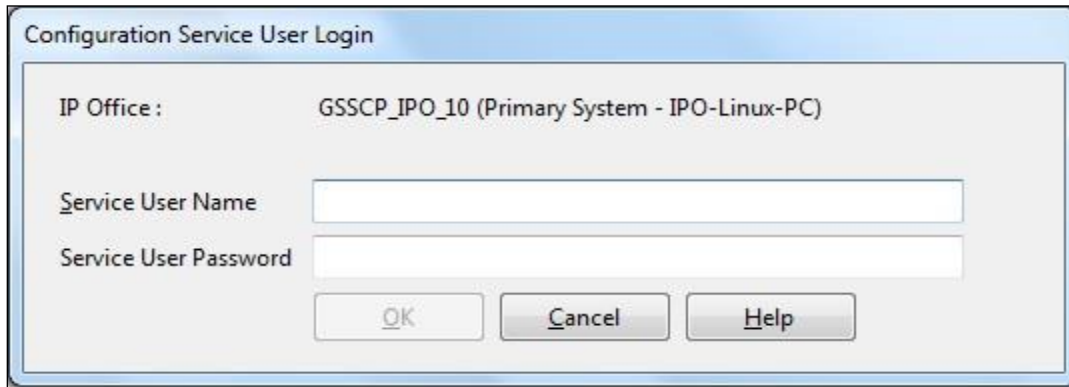 Configuration Service User Login
IP Office : GSSCP_IPO_10 (Primary System - IPO-Linux-PC)
Service User Name
Service User Password
OK Cancel Help